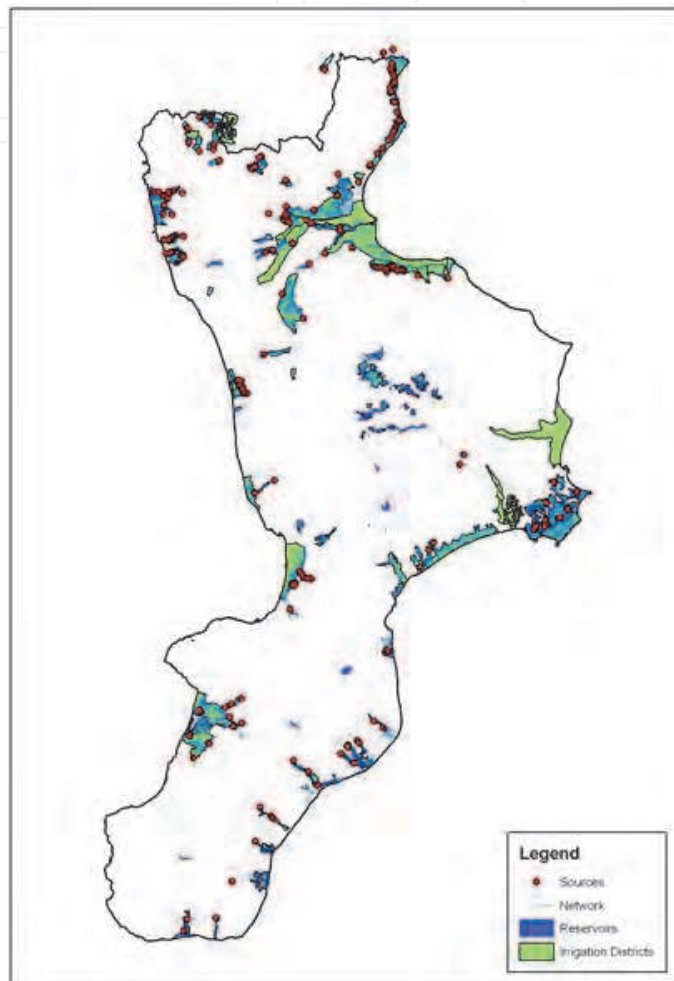 Legend
Sources
Network
Reservoirs
Irrigation Districts